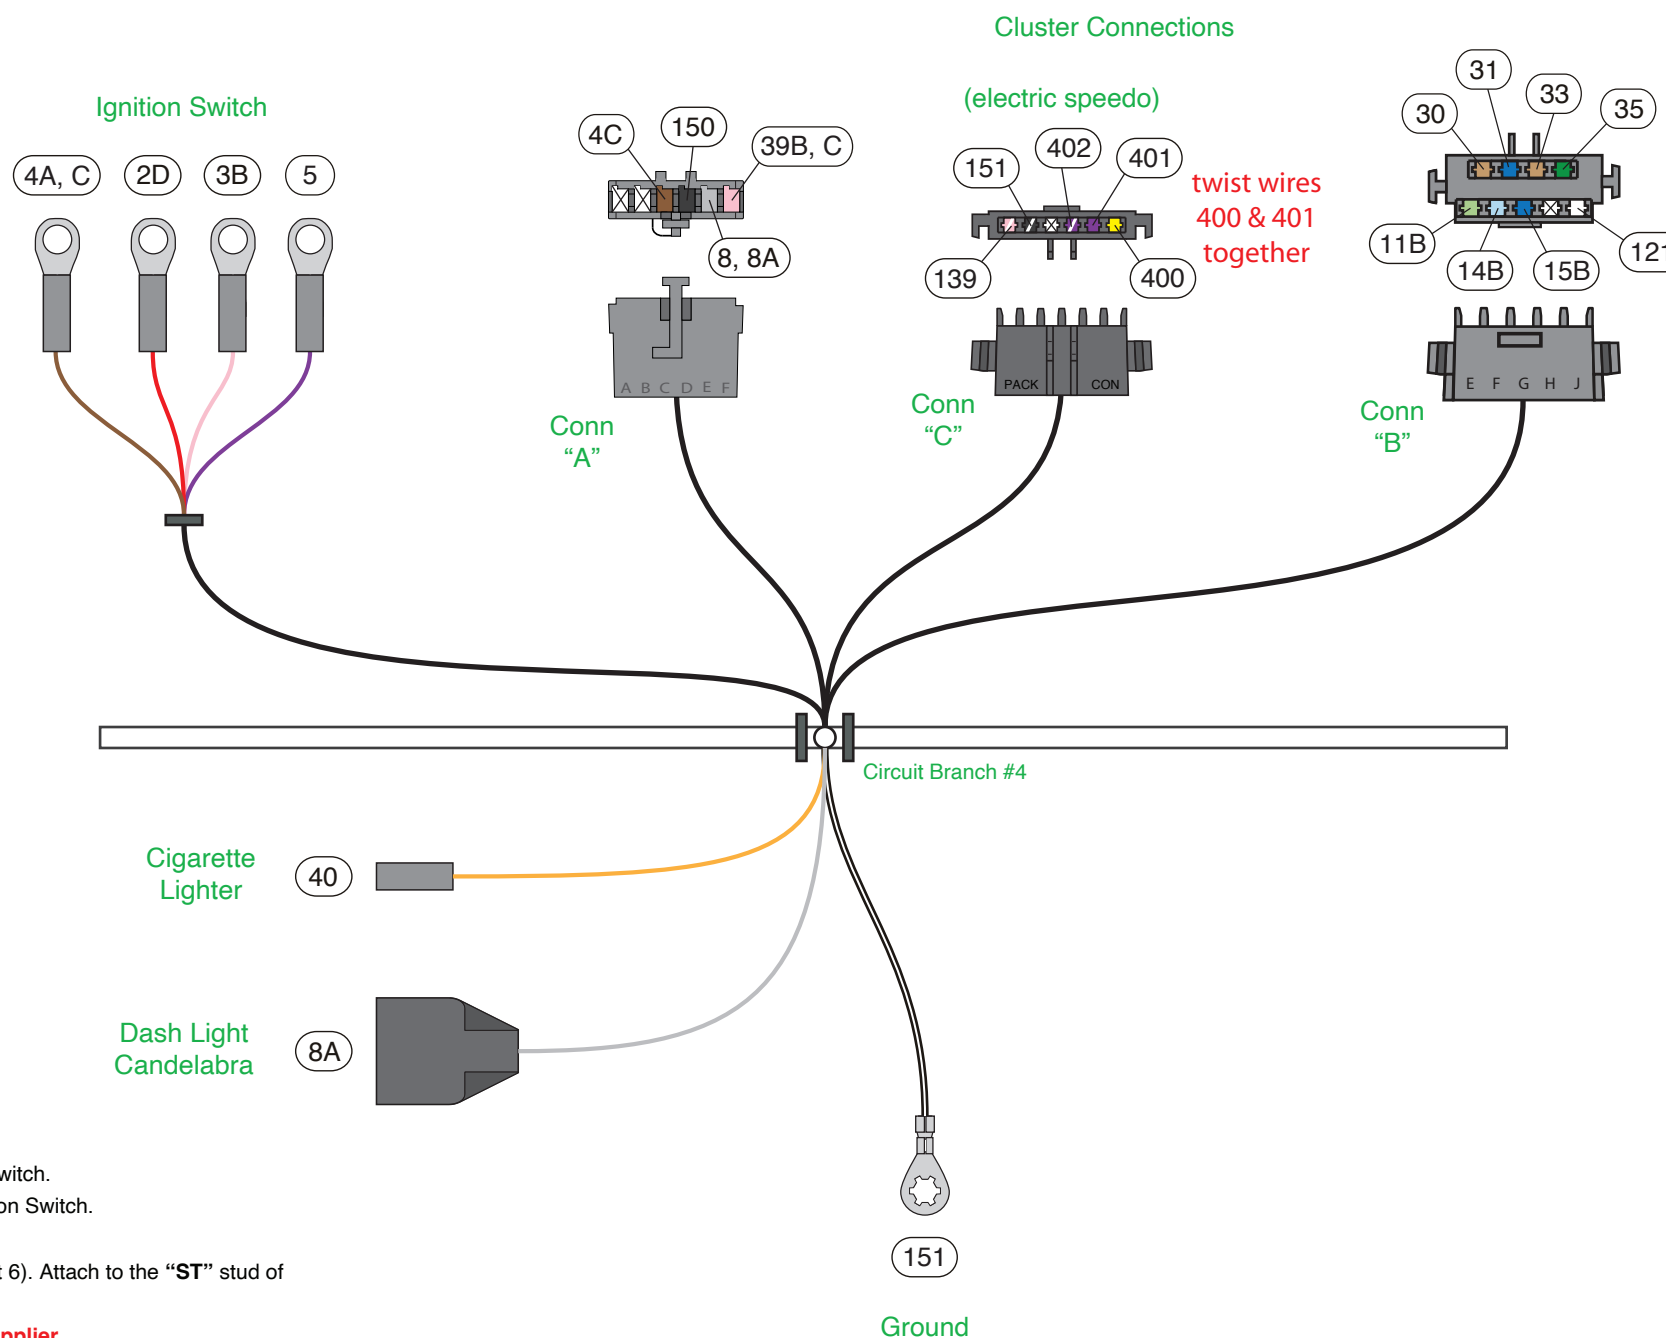 Cluster Connections
Ignition Switch
(electric speedo)
4A, C
2D
3B
5
4C
150
39B, C
8, 8A
151
402
401
139
400
twist wires
400 & 401
together
31
33
30
35
11B
14B
15B
121
A B C D E F
PACK
CON
E F G H J
Conn
“A”
Conn
“C”
Conn
“B”
Circuit Branch #4
Cigarette
Lighter
40
Dash Light
Candelabra
8A
witch.
on Switch.
t 6). Attach to the “ST” stud of
pplier
151
Ground